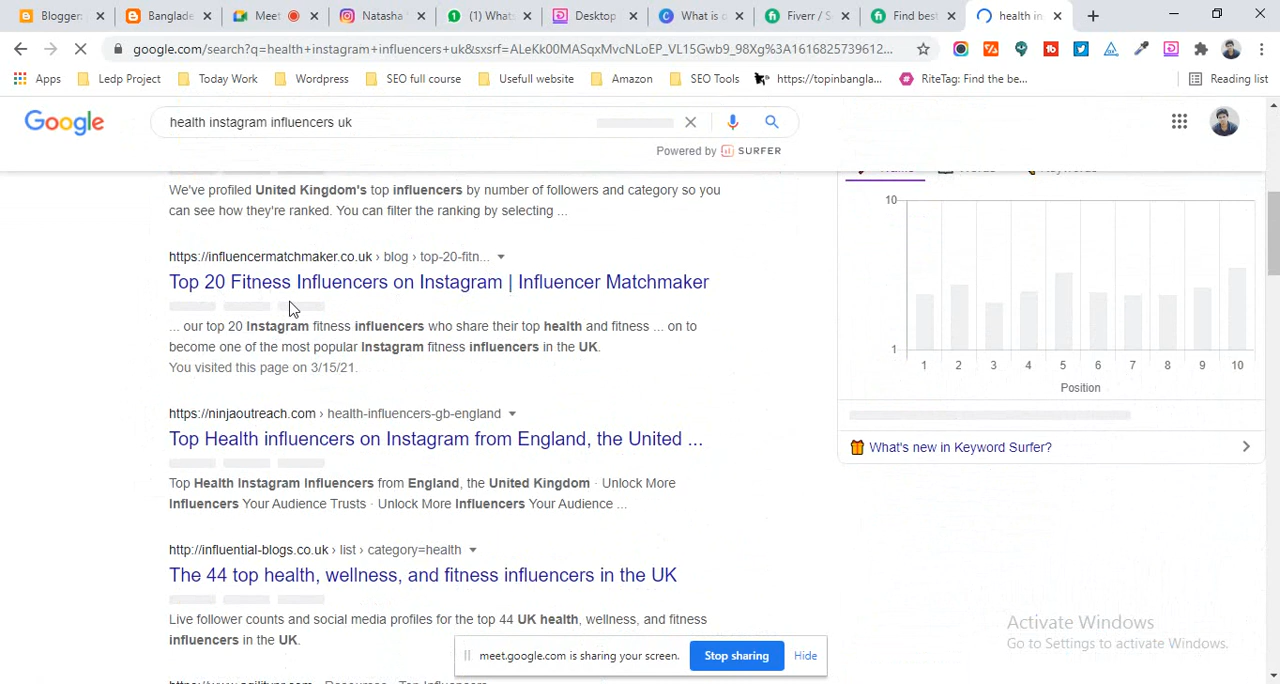 Blogger:
Banglade
Meet
Natasha
(1) Whats
Desktop
What is c
Fiverr / S
Find best
health in
google.com/search?q=health+instagram+influencers+uk&sxsrf=ALeKk00MASqxMvcNLoEP_VL15Gwb9_98Xg%3A1616825739612...
Apps
Ledp Project
Today Work
Wordpress
SEO full course
Usefull website
Amazon
SEO Tools
https://topinbangla...
RiteTag: Find the be...
Reading list
Google
health instagram influencers uk
Powered by SURFER
We've profiled United Kingdom's top influencers by number of followers and category so you
can see how they're ranked. You can filter the ranking by selecting ...
https://influencermatchmaker.co.uk › blog › top-20-fitn...
Top 20 Fitness Influencers on Instagram | Influencer Matchmaker
... our top 20 Instagram fitness influencers who share their top health and fitness ... on to
become one of the most popular Instagram fitness influencers in the UK.
You visited this page on 3/15/21.
https://ninjaoutreach.com › health-influencers-gb-england
Top Health influencers on Instagram from England, the United ...
Top Health Instagram Influencers from England, the United Kingdom · Unlock More
Influencers Your Audience Trusts · Unlock More Influencers Your Audience ...
http://influential-blogs.co.uk › list › category=health
The 44 top health, wellness, and fitness influencers in the UK
Live follower counts and social media profiles for the top 44 UK health, wellness, and fitness
influencers in the UK.
10
1
1 2 3 4 5 6 7 8 9 10
Position
What's new in Keyword Surfer?
Activate Windows
Go to Settings to activate Windows.
meet.google.com is sharing your screen.
Stop sharing
Hide